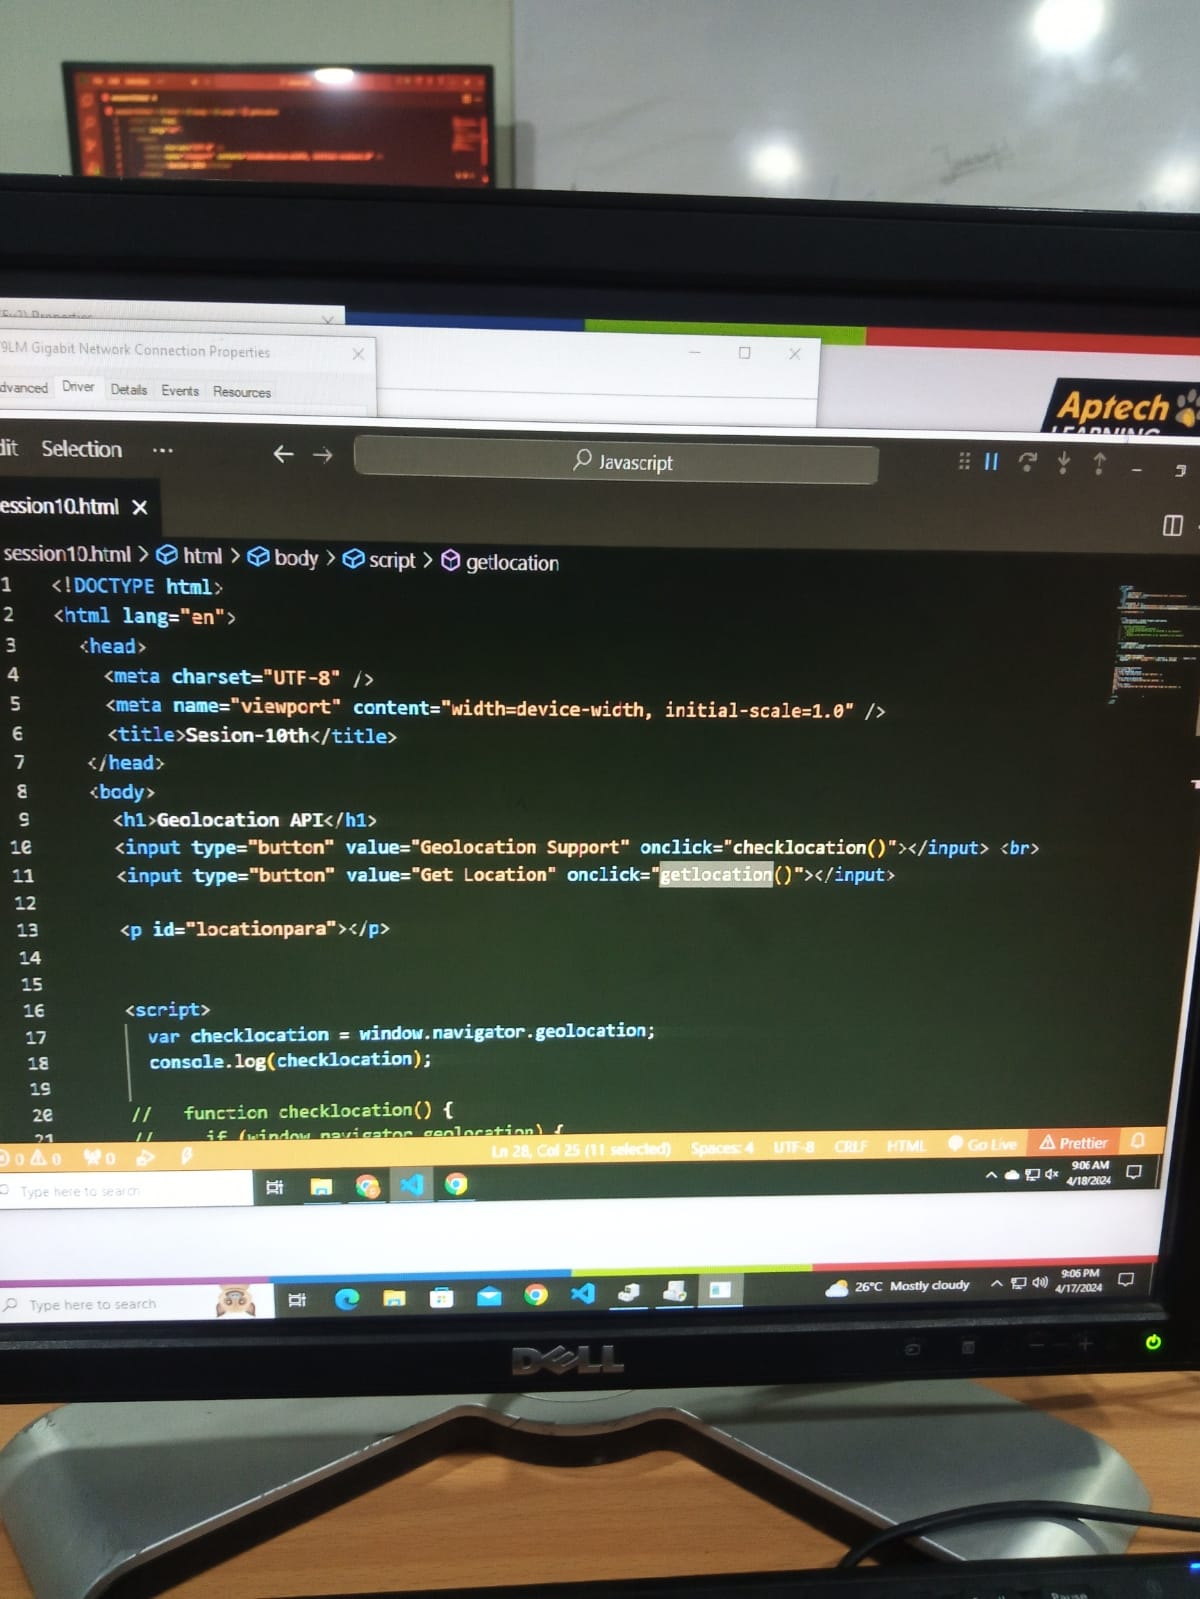 9LM Gigabit Network Connection Properties
dvanced Driver Details Events Resources
Aptech
LEARNING
dit Selection ···
Javascript
ession10.html
session10.html > html > body > script > getlocation
1 <!DOCTYPE html>
2 <html lang="en">
3 <head>
4 <meta charset="UTF-8" />
5 <meta name="viewport" content="width=device-width, initial-scale=1.0" />
6 <title>Sesion-10th</title>
7 </head>
8 <body>
9 <h1>Geolocation API</h1>
10 <input type="button" value="Geolocation Support" onclick="checklocation()"></input> <br>
11 <input type="button" value="Get Location" onclick="getlocation()"></input>
12
13 <p id="locationpara"></p>
14
15
16 <script>
17 var checklocation = window.navigator.geolocation;
18 console.log(checklocation);
19
20 // function checklocation() {
21 // if (window.navigator.geolocation) {
0 0 0 Ln 28, Col 25 (11 selected) Spaces: 4 UTF-8 CRLF HTML Go Live Prettier
Type here to search
9:06 AM
4/18/2024
Type here to search
26°C Mostly cloudy
9:06 PM
4/17/2024
DELL
Pause